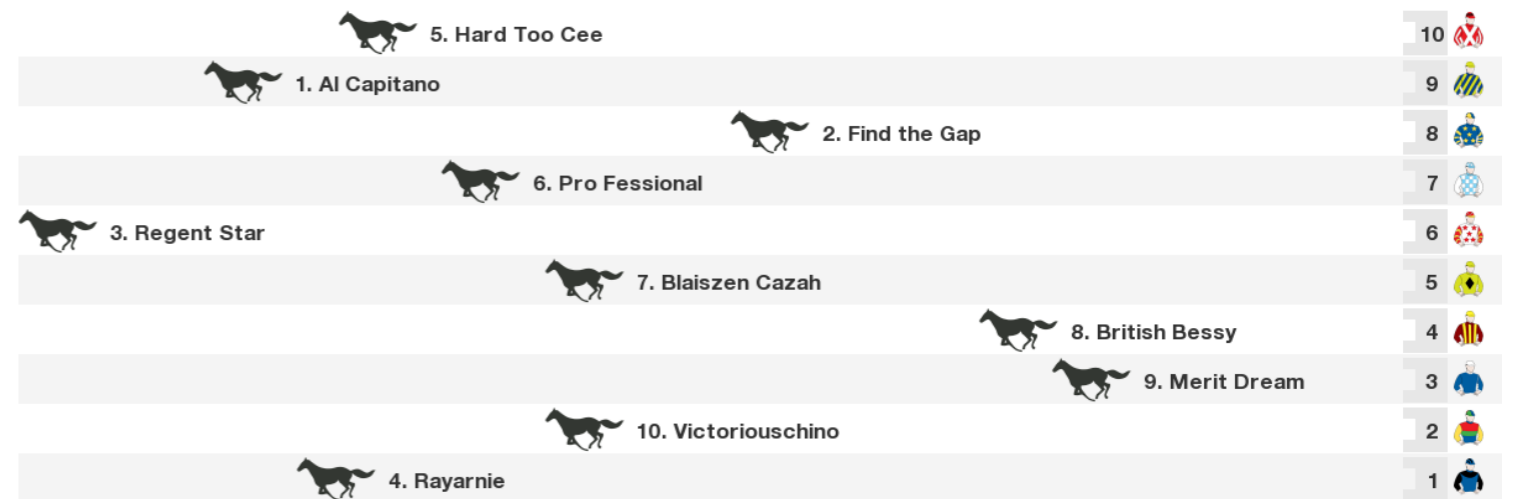 5. Hard Too Cee 10
1. Al Capitano 9
2. Find the Gap 8
6. Pro Fessional 7
3. Regent Star 6
7. Blaiszen Cazah 5
8. British Bessy 4
9. Merit Dream 3
10. Victoriouschino 2
4. Rayarnie 1